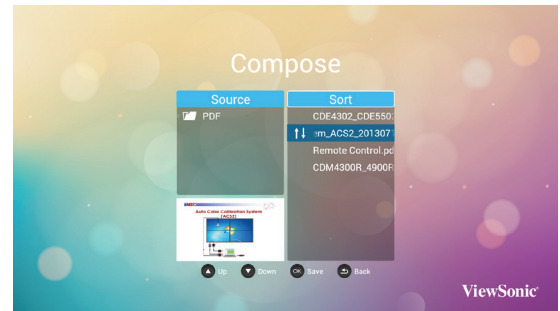 Compose
Source
Sort
PDF
CDE4302_CDE550
em_ACS2_201307
Remote Control.pd
CDM4300R_4900R
Auto Color Calibration System
(ACS2)
Up
Down
OK
Save
Back
ViewSonic